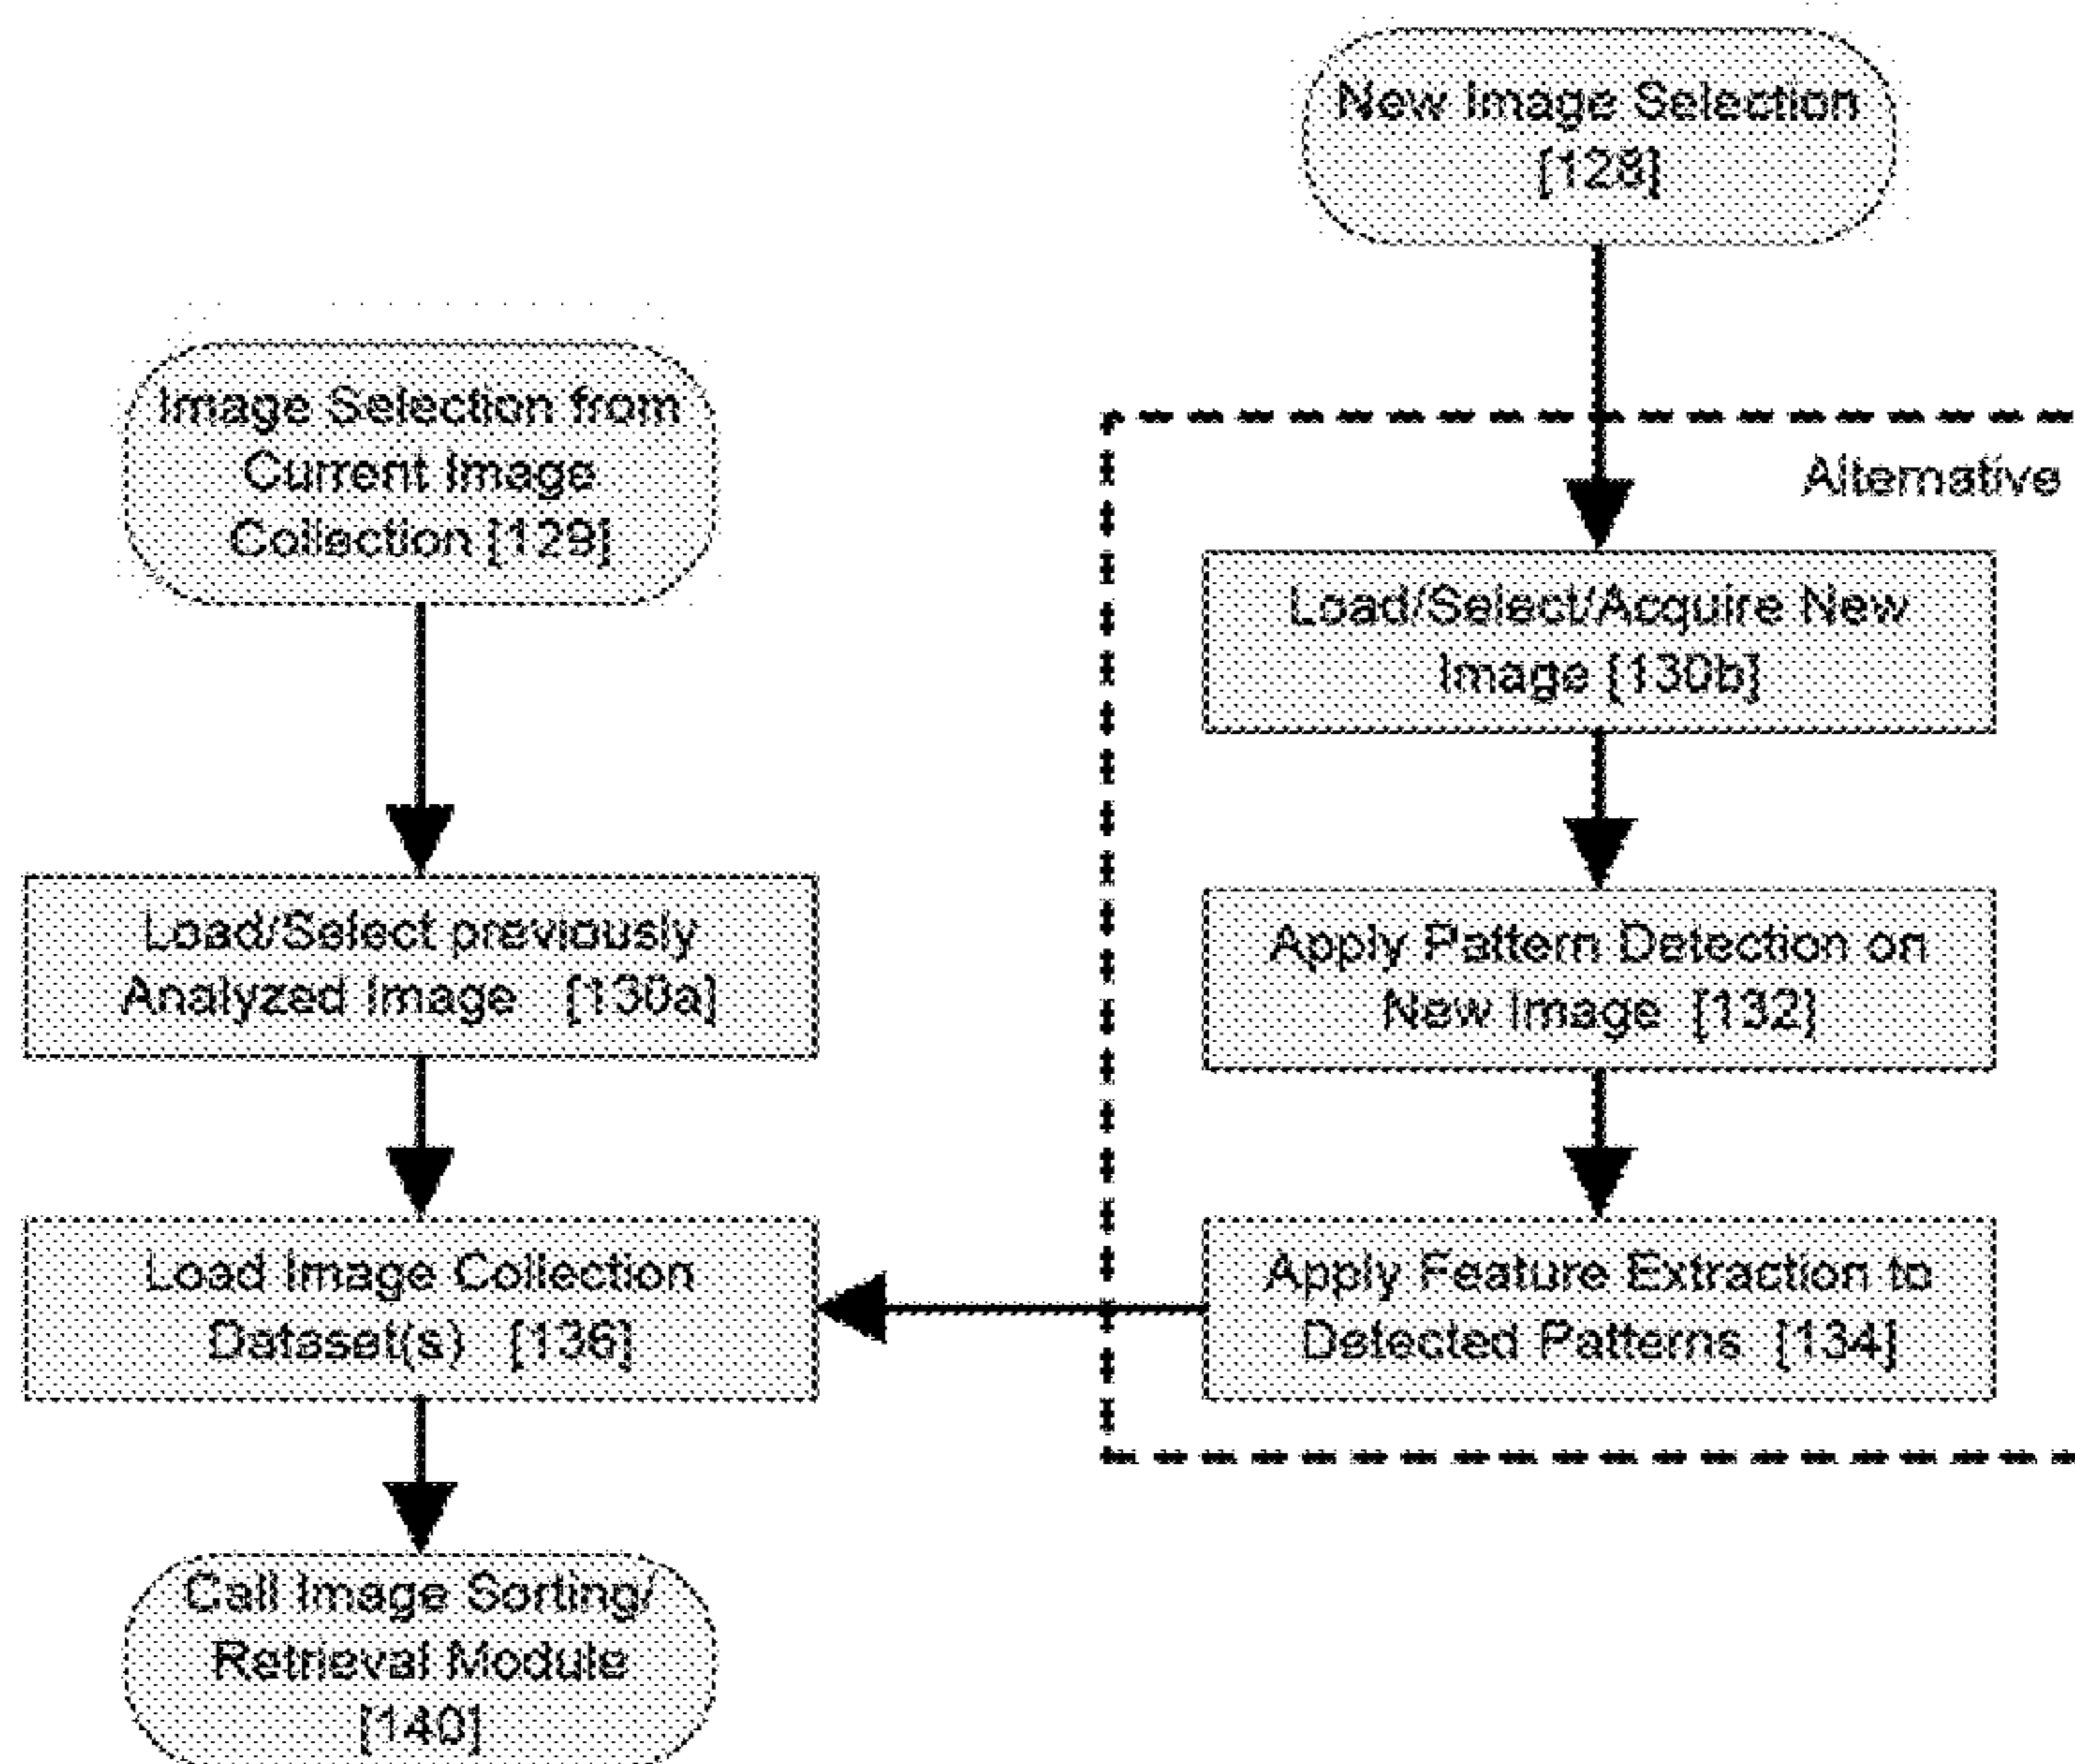 New Image Selection
[128]
Image Selection from
Current Image
Collection [129]
Alternative
Load/Select/Acquire New
Image [130b]
Load/Select previously
Analyzed Image [130a]
Apply Pattern Detection on
New Image [132]
Load Image Collection
Dataset(s) [136]
Apply Feature Extraction to
Detected Patterns [134]
Call Image Sorting/
Retrieval Module
[140]